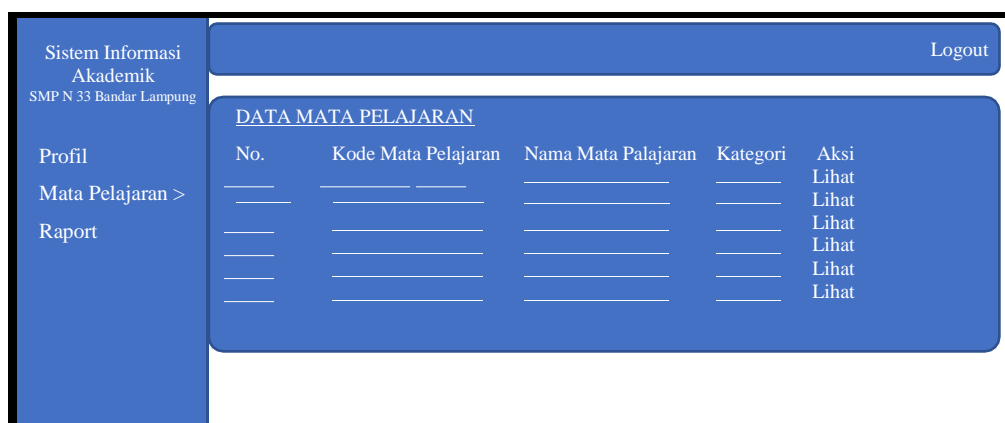 Sistem Informasi
Akademik
SMP N 33 Bandar Lampung
Logout
DATA MATA PELAJARAN
Profil
Mata Pelajaran >
Raport
No. Kode Mata Pelajaran Nama Mata Palajaran Kategori Aksi
Lihat
Lihat
Lihat
Lihat
Lihat
Lihat